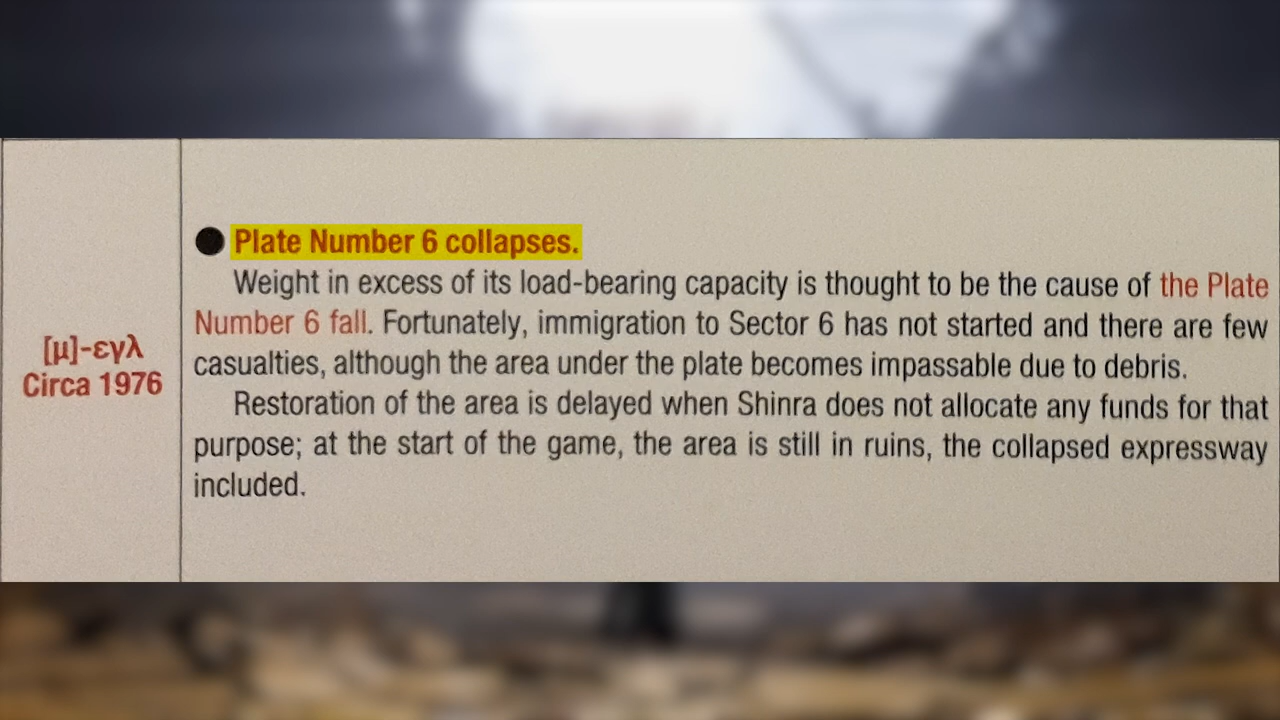 Plate Number 6 collapses.
Weight in excess of its load-bearing capacity is thought to be the cause of the Plate
Number 6 fall. Fortunately, immigration to Sector 6 has not started and there are few
casualties, although the area under the plate becomes impassable due to debris.
Restoration of the area is delayed when Shinra does not allocate any funds for that
purpose; at the start of the game, the area is still in ruins, the collapsed expressway
included.
[μ]-εγλ
Circa 1976